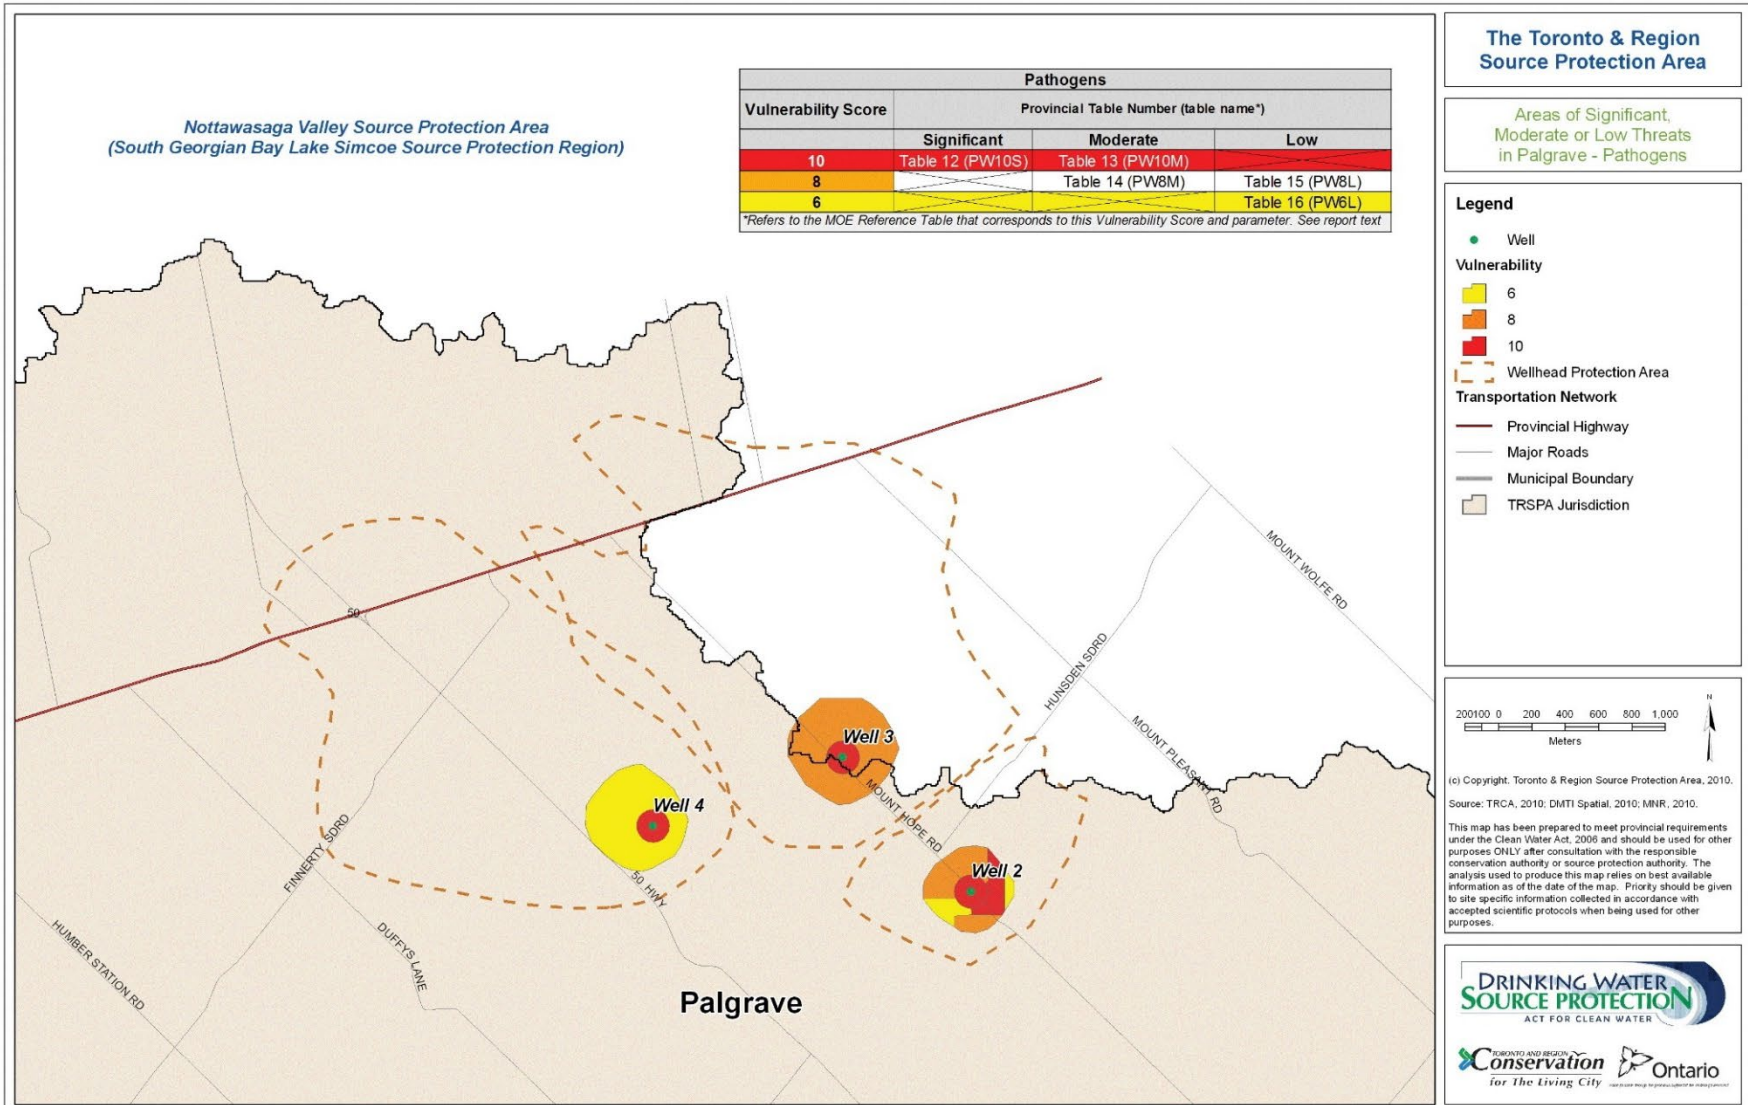 Nottawasaga Valley Source Protection Area
(South Georgian Bay Lake Simcoe Source Protection Region)
Pathogens
Vulnerability Score Provincial Table Number (table name*)
Significant Moderate Low
10 Table 12 (PW10S) Table 13 (PW10M)
8 Table 14 (PW8M) Table 15 (PW8L)
6 Table 16 (PW6L)
*Refers to the MOE Reference Table that corresponds to this Vulnerability Score and parameter. See report text
MOUNT WOLFE RD
50
HUNSDEN SDRD
MOUNT PLEASANT RD
Well 3
MOUNT HOPE RD
Well 4
FINNERTY SDRD
50 HWY
Well 2
HUMBER STATION RD
DUFFYS LANE
Palgrave
The Toronto & Region
Source Protection Area
Areas of Significant,
Moderate or Low Threats
in Palgrave - Pathogens
Legend
Well
Vulnerability
6
8
10
Wellhead Protection Area
Transportation Network
Provincial Highway
Major Roads
Municipal Boundary
TRSPA Jurisdiction
N
200100 0 200 400 600 800 1,000
Meters
(c) Copyright. Toronto & Region Source Protection Area, 2010.
Source: TRCA, 2010; DMTI Spatial, 2010; MNR, 2010.
This map has been prepared to meet provincial requirements
under the Clean Water Act, 2006 and should be used for other
purposes ONLY after consultation with the responsible
conservation authority or source protection authority. The
analysis used to produce this map relies on best available
information as of the date of the map. Priority should be given
to site specific information collected in accordance with
accepted scientific protocols when being used for other
purposes.
DRINKING WATER
SOURCE PROTECTION
ACT FOR CLEAN WATER
TORONTO AND REGION
Conservation
for The Living City
Ontario